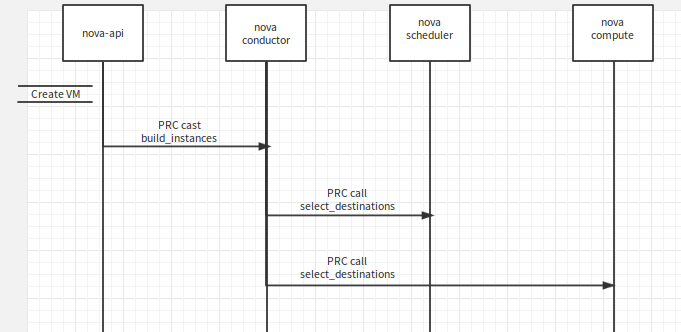 nova-api
nova
conductor
nova
scheduler
nova
compute
Create VM
PRC cast
build_instances
PRC call
select_destinations
PRC call
select_destinations